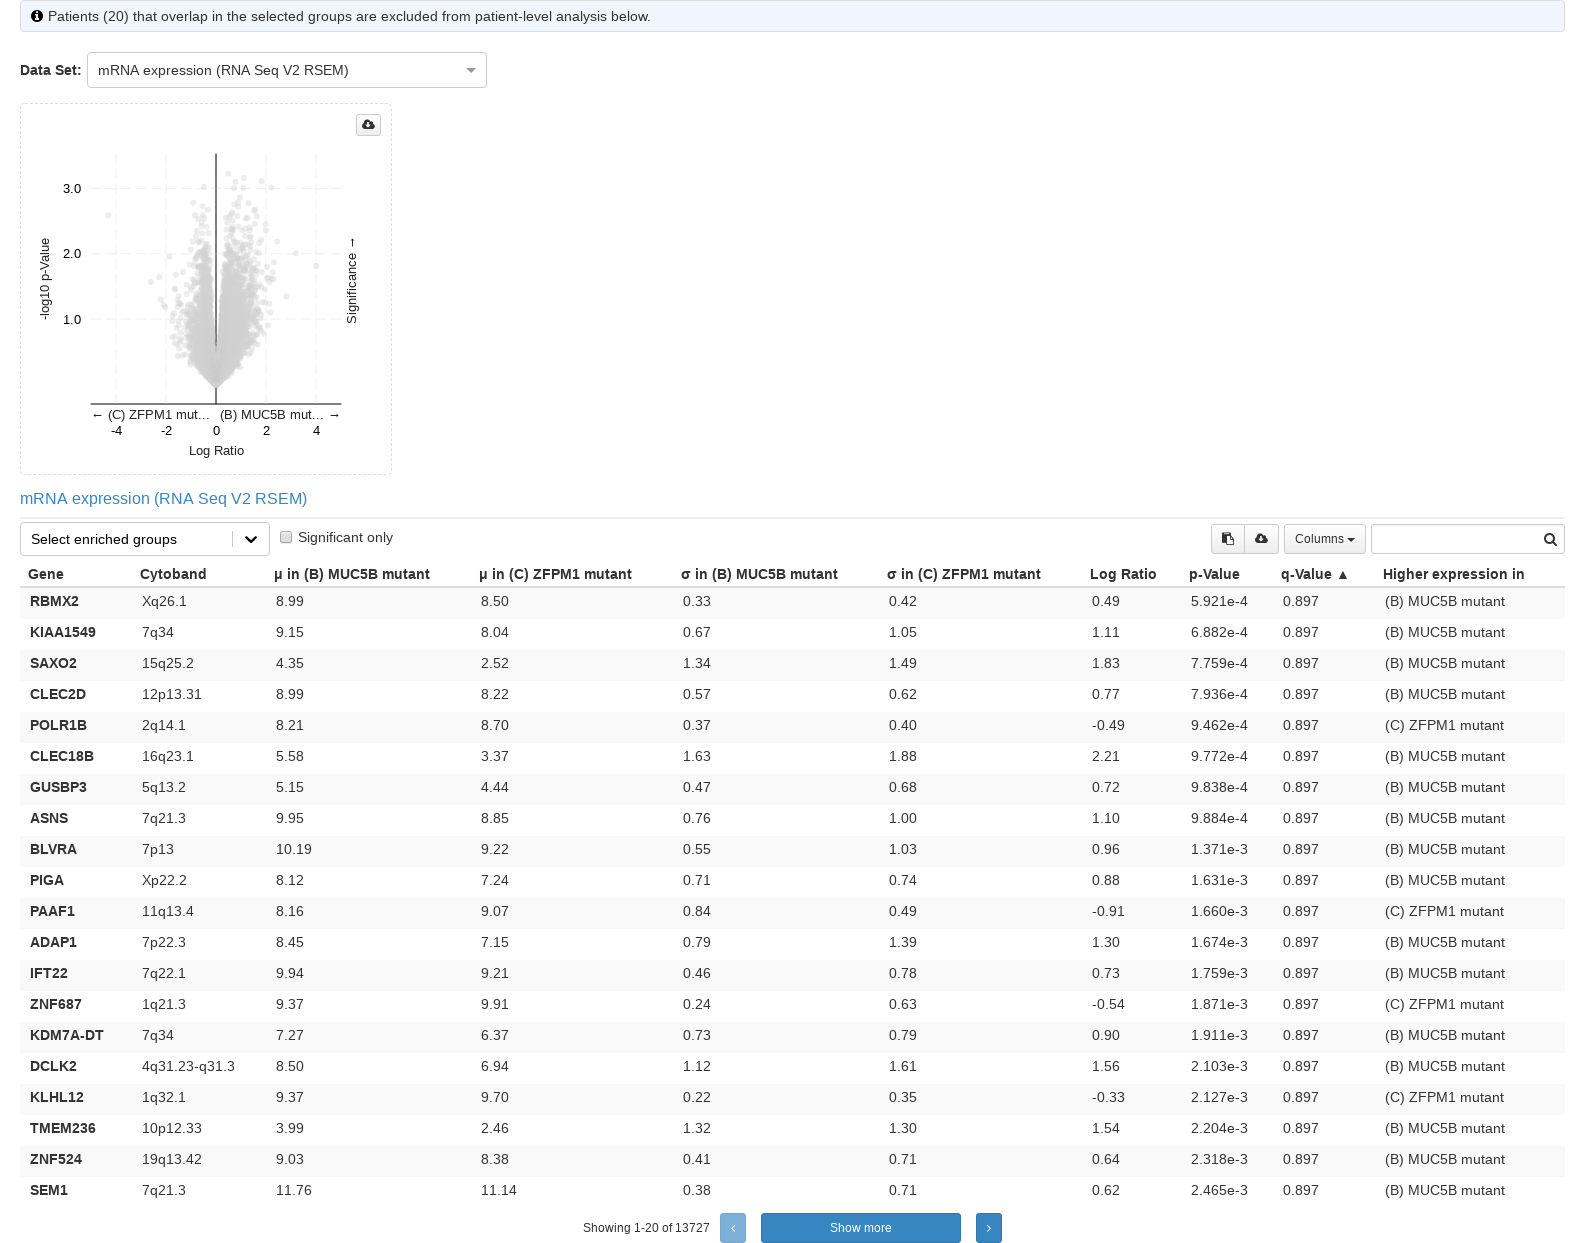 Patients (20) that overlap in the selected groups are excluded from patient-level analysis below.
Data Set: mRNA expression (RNA Seq V2 RSEM)
3.0
2.0
1.0
-log10 p-Value
Significance →
← (C) ZFPM1 mut... (B) MUC5B mut... →
-4 -2 0 2 4
Log Ratio
mRNA expression (RNA Seq V2 RSEM)
Select enriched groups Significant only Columns
Gene Cytoband μ in (B) MUC5B mutant μ in (C) ZFPM1 mutant σ in (B) MUC5B mutant σ in (C) ZFPM1 mutant Log Ratio p-Value q-Value ▲ Higher expression in
RBMX2 Xq26.1 8.99 8.50 0.33 0.42 0.49 5.921e-4 0.897 (B) MUC5B mutant
KIAA1549 7q34 9.15 8.04 0.67 1.05 1.11 6.882e-4 0.897 (B) MUC5B mutant
SAXO2 15q25.2 4.35 2.52 1.34 1.49 1.83 7.759e-4 0.897 (B) MUC5B mutant
CLEC2D 12p13.31 8.99 8.22 0.57 0.62 0.77 7.936e-4 0.897 (B) MUC5B mutant
POLR1B 2q14.1 8.21 8.70 0.37 0.40 -0.49 9.462e-4 0.897 (C) ZFPM1 mutant
CLEC18B 16q23.1 5.58 3.37 1.63 1.88 2.21 9.772e-4 0.897 (B) MUC5B mutant
GUSBP3 5q13.2 5.15 4.44 0.47 0.68 0.72 9.838e-4 0.897 (B) MUC5B mutant
ASNS 7q21.3 9.95 8.85 0.76 1.00 1.10 9.884e-4 0.897 (B) MUC5B mutant
BLVRA 7p13 10.19 9.22 0.55 1.03 0.96 1.371e-3 0.897 (B) MUC5B mutant
PIGA Xp22.2 8.12 7.24 0.71 0.74 0.88 1.631e-3 0.897 (B) MUC5B mutant
PAAF1 11q13.4 8.16 9.07 0.84 0.49 -0.91 1.660e-3 0.897 (C) ZFPM1 mutant
ADAP1 7p22.3 8.45 7.15 0.79 1.39 1.30 1.674e-3 0.897 (B) MUC5B mutant
IFT22 7q22.1 9.94 9.21 0.46 0.78 0.73 1.759e-3 0.897 (B) MUC5B mutant
ZNF687 1q21.3 9.37 9.91 0.24 0.63 -0.54 1.871e-3 0.897 (C) ZFPM1 mutant
KDM7A-DT 7q34 7.27 6.37 0.73 0.79 0.90 1.911e-3 0.897 (B) MUC5B mutant
DCLK2 4q31.23-q31.3 8.50 6.94 1.12 1.61 1.56 2.103e-3 0.897 (B) MUC5B mutant
KLHL12 1q32.1 9.37 9.70 0.22 0.35 -0.33 2.127e-3 0.897 (C) ZFPM1 mutant
TMEM236 10p12.33 3.99 2.46 1.32 1.30 1.54 2.204e-3 0.897 (B) MUC5B mutant
ZNF524 19q13.42 9.03 8.38 0.41 0.71 0.64 2.318e-3 0.897 (B) MUC5B mutant
SEM1 7q21.3 11.76 11.14 0.38 0.71 0.62 2.465e-3 0.897 (B) MUC5B mutant
Showing 1-20 of 13727 ‹ Show more ›